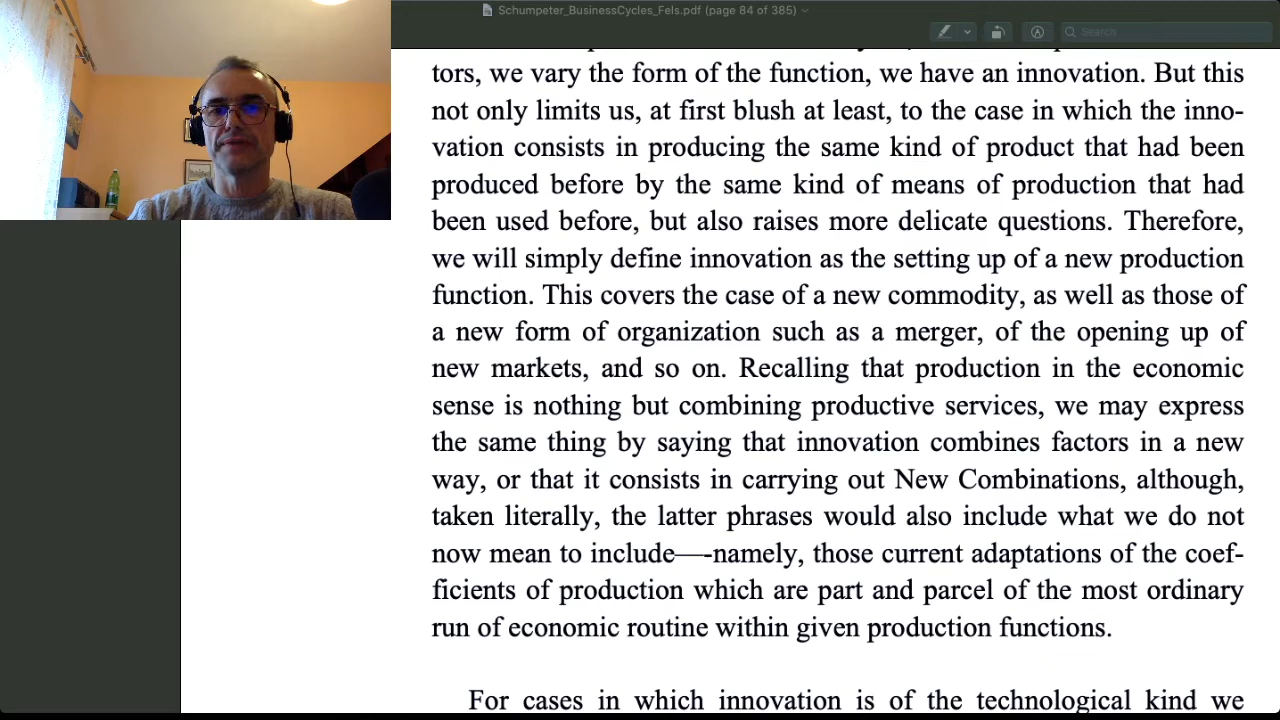 Schumpeter_BusinessCycles_Fels.pdf (page 84 of 385)
Search
tors, we vary the form of the function, we have an innovation. But this
not only limits us, at first blush at least, to the case in which the inno-
vation consists in producing the same kind of product that had been
produced before by the same kind of means of production that had
been used before, but also raises more delicate questions. Therefore,
we will simply define innovation as the setting up of a new production
function. This covers the case of a new commodity, as well as those of
a new form of organization such as a merger, of the opening up of
new markets, and so on. Recalling that production in the economic
sense is nothing but combining productive services, we may express
the same thing by saying that innovation combines factors in a new
way, or that it consists in carrying out New Combinations, although,
taken literally, the latter phrases would also include what we do not
now mean to include—-namely, those current adaptations of the coef-
ficients of production which are part and parcel of the most ordinary
run of economic routine within given production functions.
For cases in which innovation is of the technological kind we